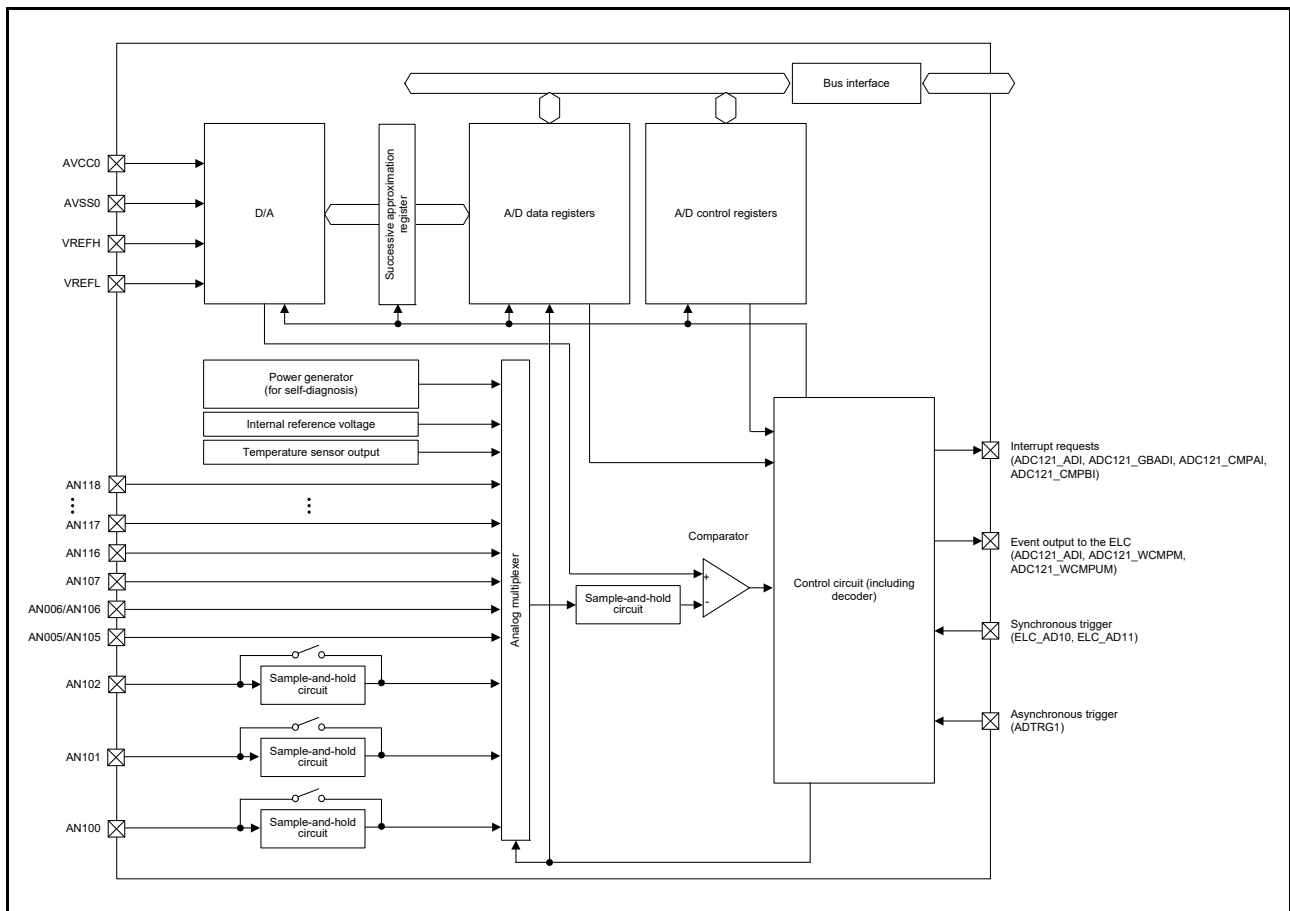 Bus interface
AVCC0
AVSS0
VREFH
VREFL
D/A
Successive approximation
register
A/D data registers
A/D control registers
Power generator
(for self-diagnosis)
Internal reference voltage
Temperature sensor output
AN118
AN117
AN116
AN107
AN006/AN106
AN005/AN105
AN102
AN101
AN100
Sample-and-hold
circuit
Sample-and-hold
circuit
Sample-and-hold
circuit
Analog multiplexer
Sample-and-hold
circuit
Comparator
+
-
Control circuit (including
decoder)
Interrupt requests
(ADC121_ADI, ADC121_GBADI, ADC121_CMPAI,
ADC121_CMPBI)
Event output to the ELC
(ADC121_ADI, ADC121_WCMPM,
ADC121_WCMPUM)
Synchronous trigger
(ELC_AD10, ELC_AD11)
Asynchronous trigger
(ADTRG1)